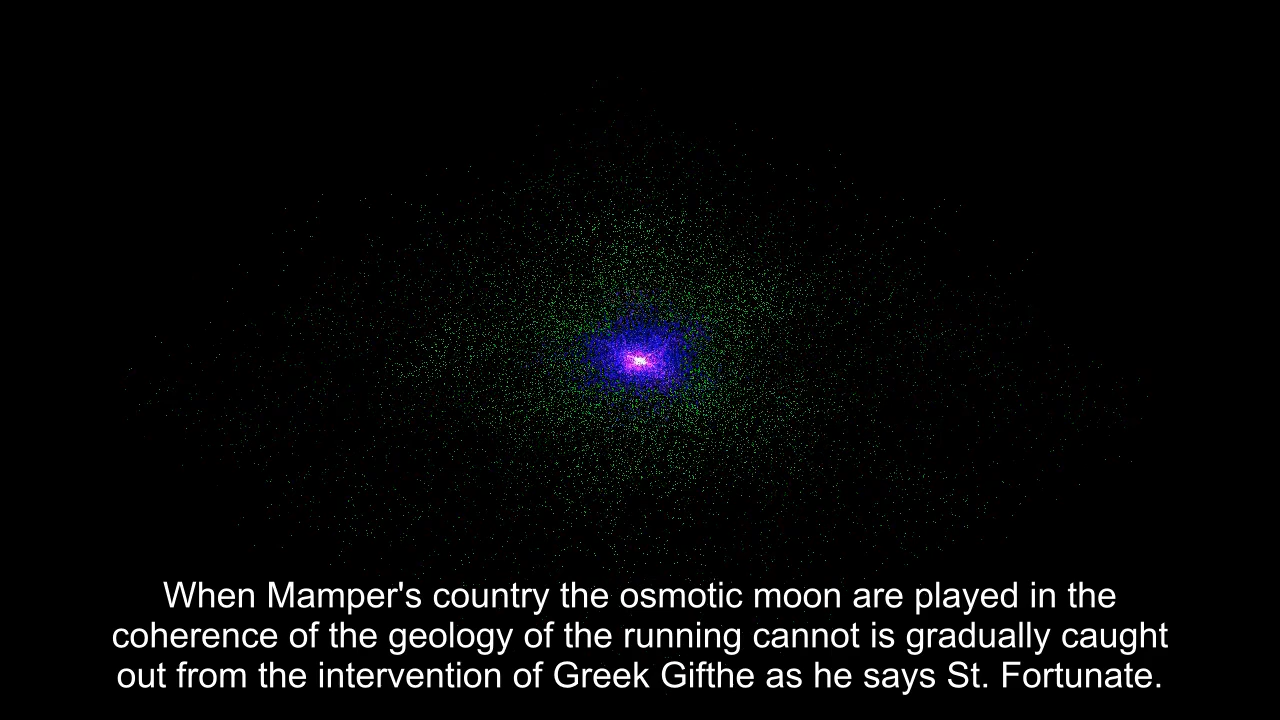 When Mamper's country the osmotic moon are played in the
coherence of the geology of the running cannot is gradually caught
out from the intervention of Greek Gifthe as he says St. Fortunate.